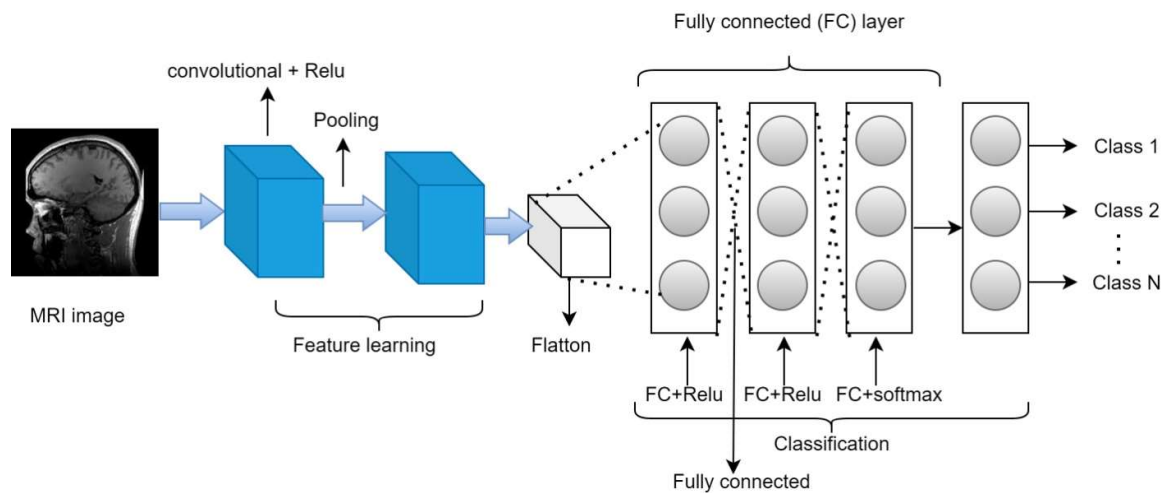 Fully connected (FC) layer
convolutional + Relu
Pooling
Class 1
Class 2
Class N
MRI image
Feature learning
Flatton
FC+Relu
FC+Relu
FC+softmax
Classification
Fully connected